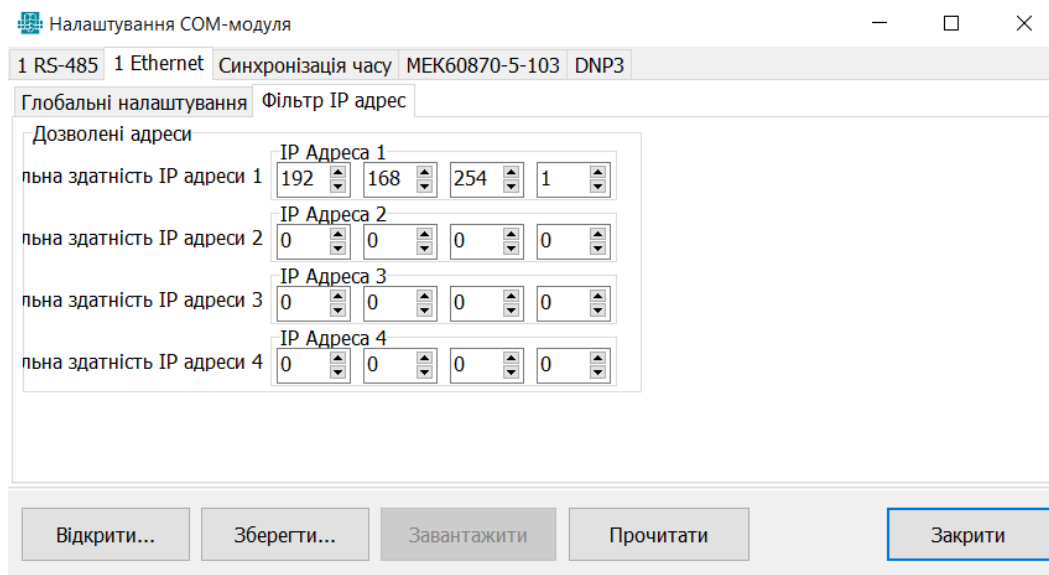 Налаштування COM-модуля
1 RS-485 1 Ethernet Синхронізація часу МЕК60870-5-103 DNP3
Глобальні налаштування Фільтр IP адрес
Дозволені адреси
IP Адреса 1
льна здатність IP адреси 1 192 168 254 1
IP Адреса 2
льна здатність IP адреси 2 0 0 0 0
IP Адреса 3
льна здатність IP адреси 3 0 0 0 0
IP Адреса 4
льна здатність IP адреси 4 0 0 0 0
Відкрити... Зберегти... Завантажити Прочитати Закрити